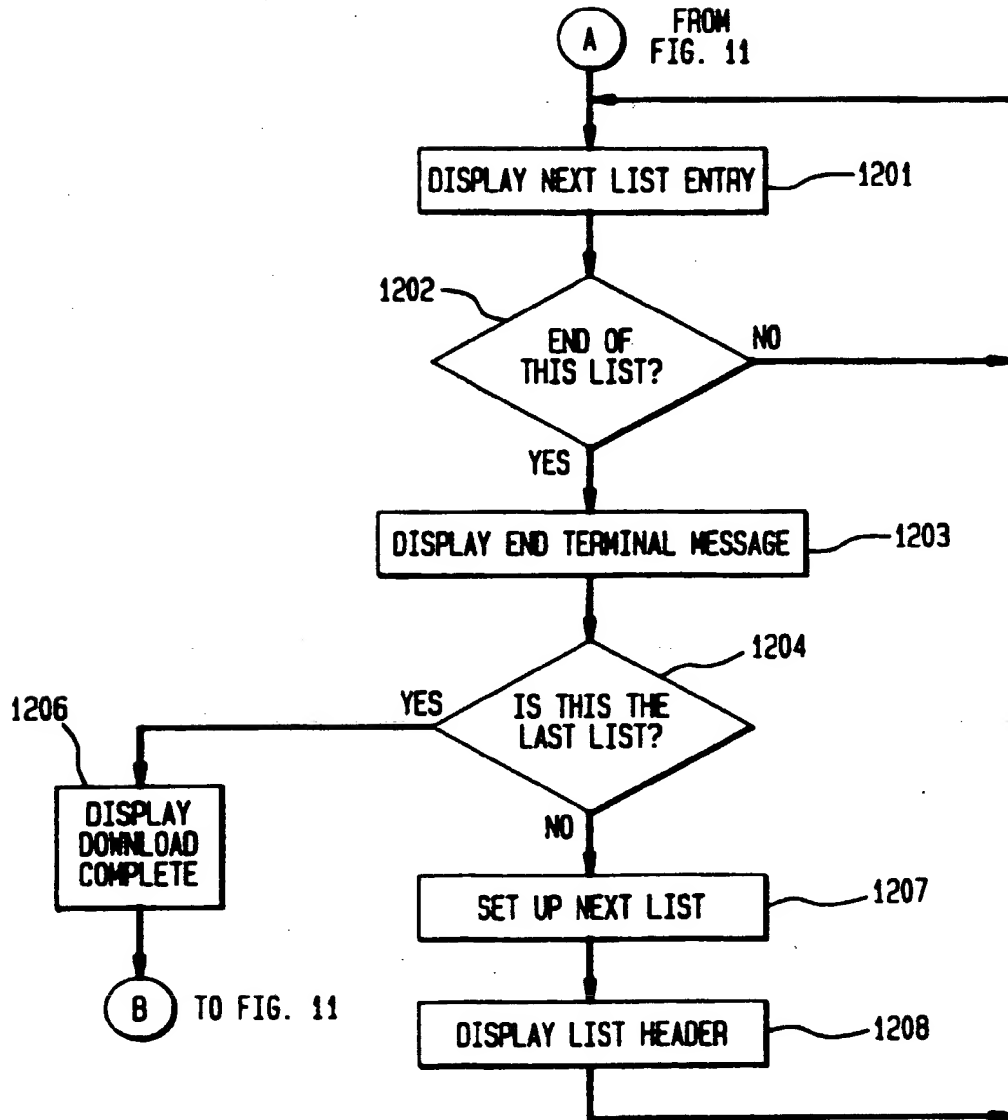 A
FROM
FIG. 11
DISPLAY NEXT LIST ENTRY
1201
1202
END OF
THIS LIST?
NO
YES
DISPLAY END TERMINAL MESSAGE
1203
1204
IS THIS THE
LAST LIST?
YES
1206
DISPLAY
DOWNLOAD
COMPLETE
NO
SET UP NEXT LIST
1207
B
TO FIG. 11
DISPLAY LIST HEADER
1208